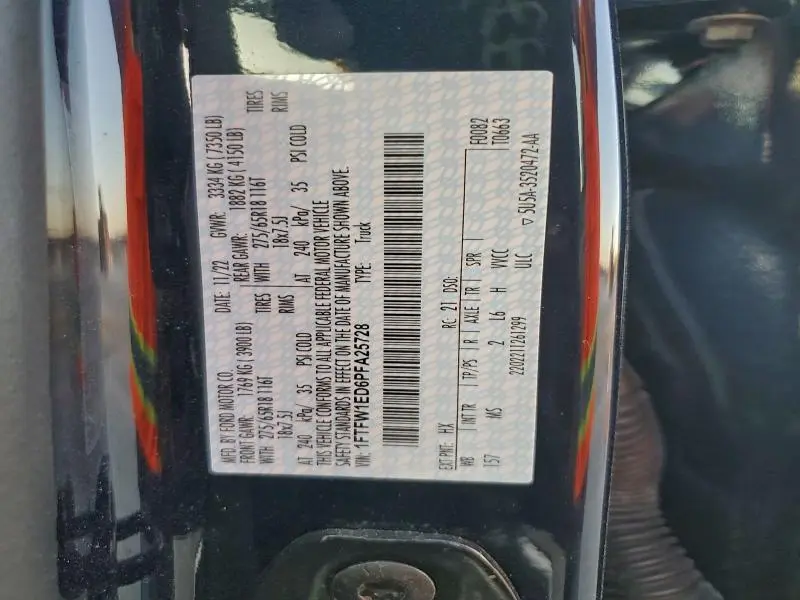 MFD. BY FORD MOTOR CO.
DATE: 11/22 GVWR: 3334 KG ( 7350 LB)
FRONT GAWR: 1769 KG ( 3900 LB) REAR GAWR: 1882 KG ( 4150 LB)
WITH 275/65R18 116T TIRES WITH 275/65R18 116T TIRES
18x7.5J RIMS 18x7.5J RIMS
AT 240 kPa/ 35 PSI COLD AT 240 kPa/ 35 PSI COLD
THIS VEHICLE CONFORMS TO ALL APPLICABLE FEDERAL MOTOR VEHICLE
SAFETY STANDARDS IN EFFECT ON THE DATE OF MANUFACTURE SHOWN ABOVE.
VIN: 1FTFW1ED6PFA25728 TYPE: Truck
F0082
EXT PNT: HX RC: 21 DSO: T0663
WB INT TR TP/PS R AXLE TR SPR
157 MS 2 L6 H VVCC
220221261299 ULC
▽ 5U5A-3520472-AA